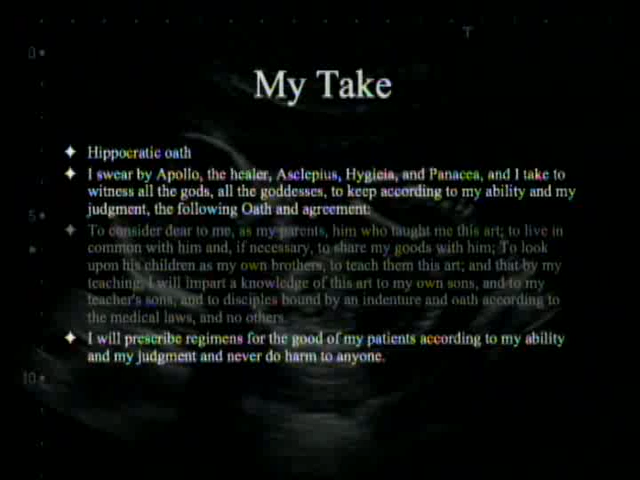 T
0
My Take
Hippocratic oath
I swear by Apollo, the healer, Asclepius, Hygieia, and Panacea, and I take to
witness all the gods, all the goddesses, to keep according to my ability and my
judgment, the following Oath and agreement:
5
To consider dear to me, as my parents, him who taught me this art; to live in
common with him and, if necessary, to share my goods with him; To look
upon his children as my own brothers, to teach them this art; and that by my
teaching, I will impart a knowledge of this art to my own sons, and to my
teacher's sons, and to disciples bound by an indenture and oath according to
the medical laws, and no others.
I will prescribe regimens for the good of my patients according to my ability
and my judgment and never do harm to anyone.
10